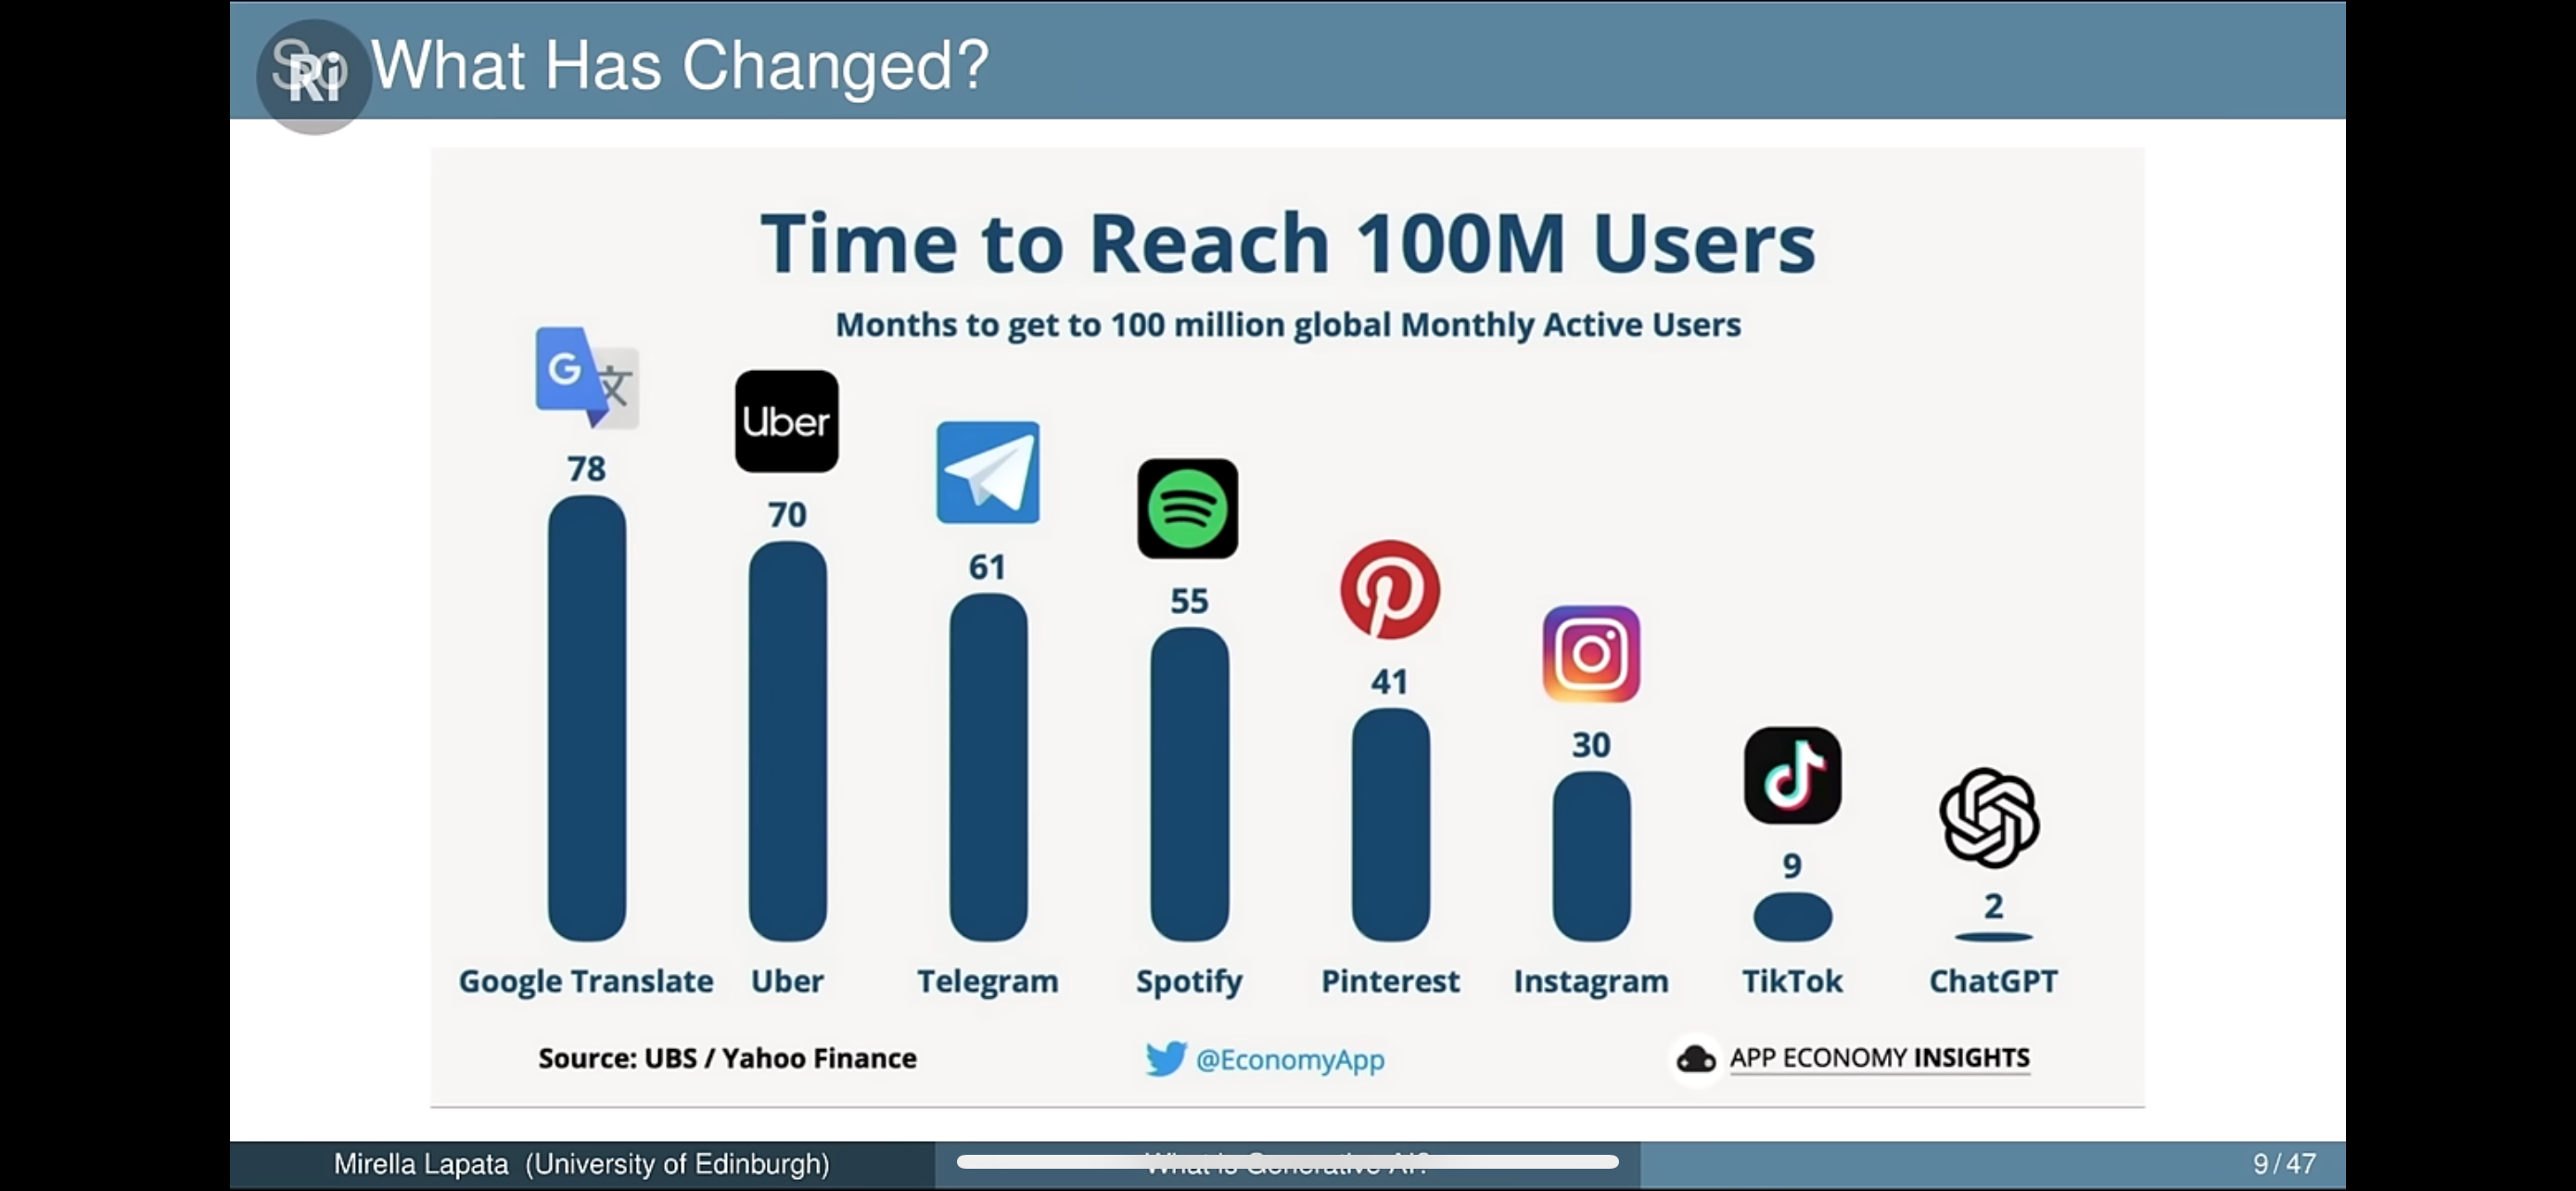 So What Has Changed?
Ri
Time to Reach 100M Users
Months to get to 100 million global Monthly Active Users
G 文
Uber
78
70
61
55
41
30
9
2
Google Translate Uber Telegram Spotify Pinterest Instagram TikTok ChatGPT
Source: UBS / Yahoo Finance @EconomyApp APP ECONOMY INSIGHTS
Mirella Lapata (University of Edinburgh) What is Generative AI? 9 / 47